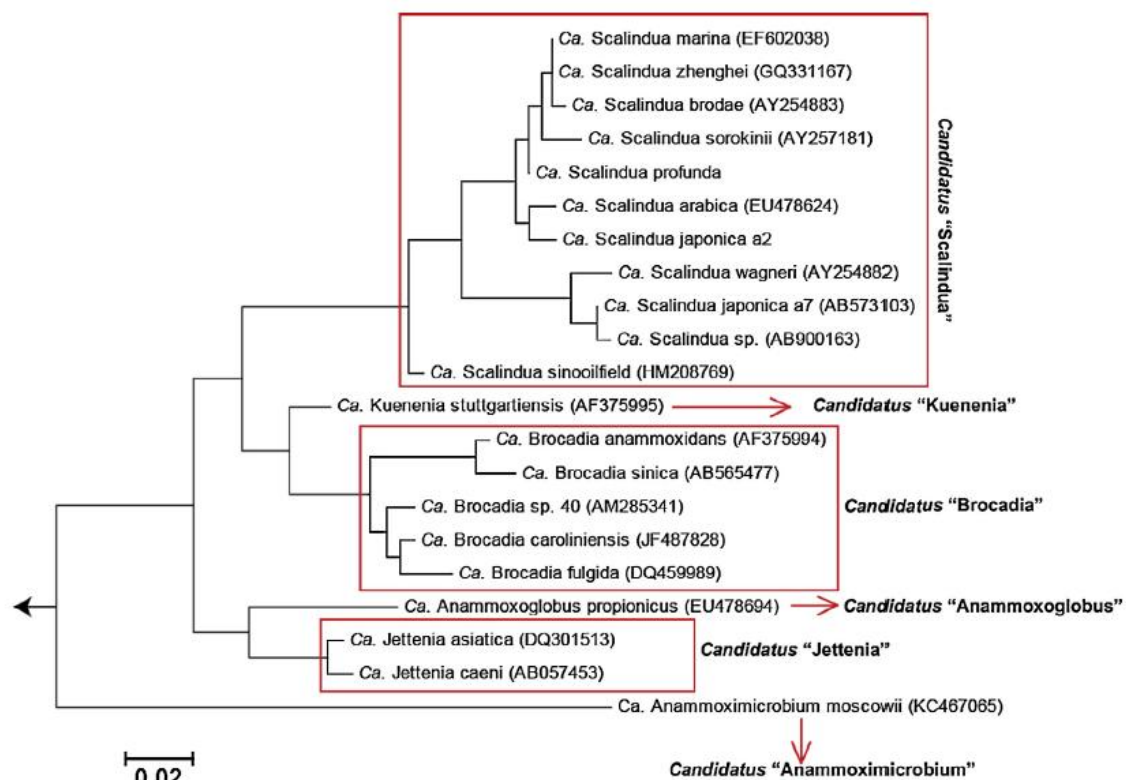 Ca. Scalindua marina (EF602038)
Ca. Scalindua zhenghei (GQ331167)
Ca. Scalindua brodae (AY254883)
Ca. Scalindua sorokinii (AY257181)
Ca. Scalindua profunda
Ca. Scalindua arabica (EU478624)
Ca. Scalindua japonica a2
Ca. Scalindua wagneri (AY254882)
Ca. Scalindua japonica a7 (AB573103)
Ca. Scalindua sp. (AB900163)
Ca. Scalindua sinooilfield (HM208769)
Candidatus “Scalindua”
Ca. Kuenenia stuttgartiensis (AF375995) Candidatus “Kuenenia”
Ca. Brocadia anammoxidans (AF375994)
Ca. Brocadia sinica (AB565477)
Ca. Brocadia sp. 40 (AM285341)
Ca. Brocadia caroliniensis (JF487828)
Ca. Brocadia fulgida (DQ459989)
Candidatus “Brocadia”
Ca. Anammoxoglobus propionicus (EU478694) Candidatus “Anammoxoglobus”
Ca. Jettenia asiatica (DQ301513)
Ca. Jettenia caeni (AB057453)
Candidatus “Jettenia”
Ca. Anammoximicrobium moscowii (KC467065)
Candidatus “Anammoximicrobium”
0.02